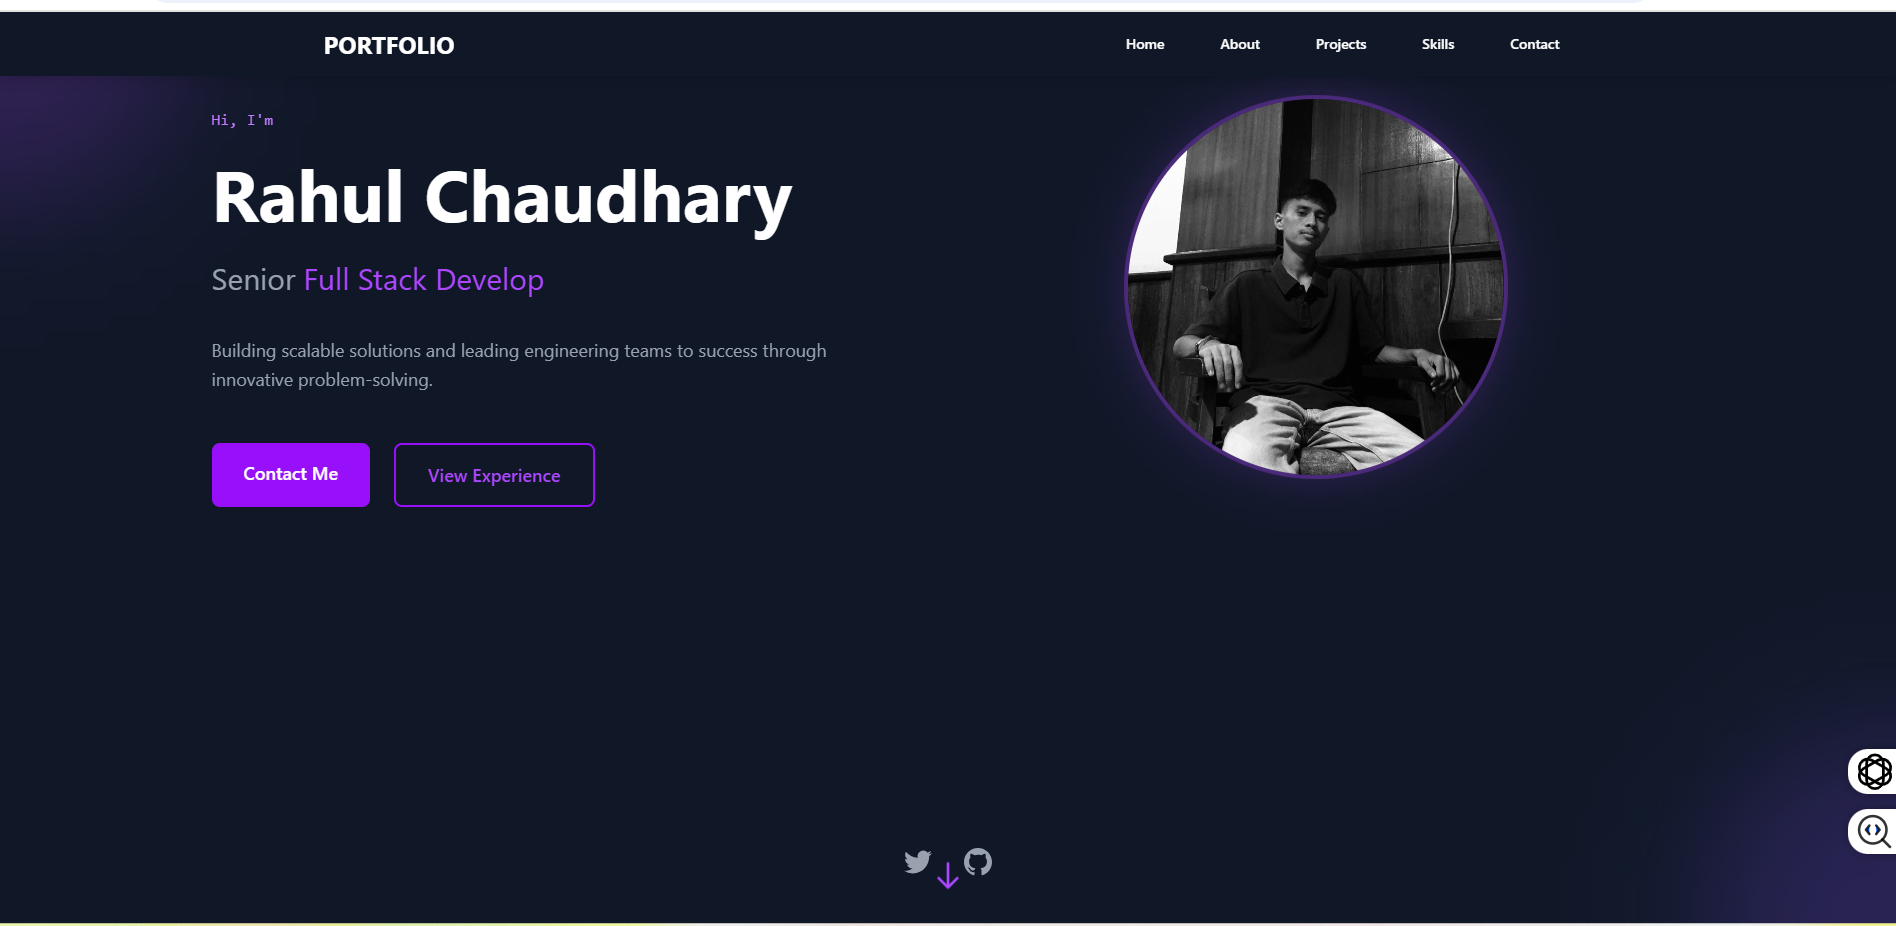 PORTFOLIO
Home About Projects Skills Contact
Hi, I'm
Rahul Chaudhary
Senior Full Stack Develop
Building scalable solutions and leading engineering teams to success through
innovative problem-solving.
Contact Me View Experience